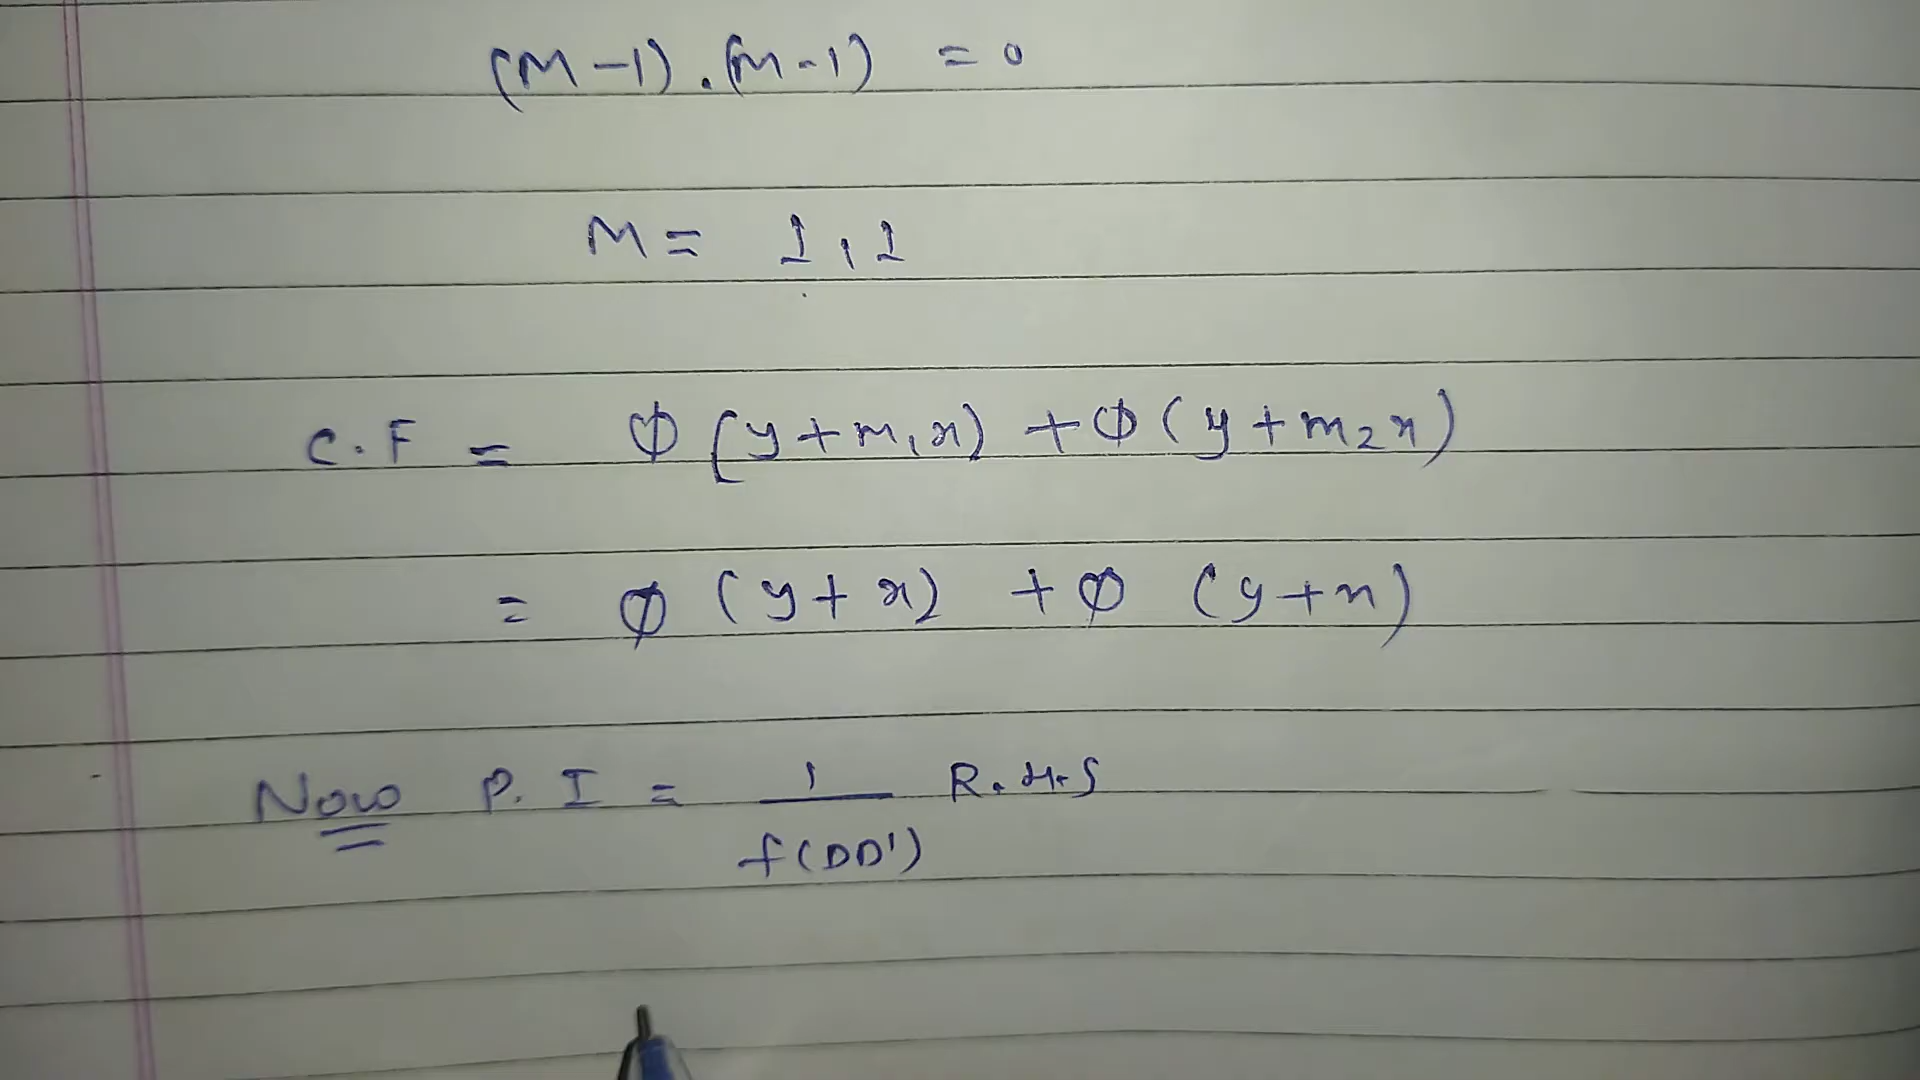 (M-1).(M-1) = 0
M = 1,1
C.F = Φ(y+m₁x) + Φ(y+m₂x)
= Φ (y+x) + Φ (y+x)
Now P.I = 1/f(DD') R.H.S